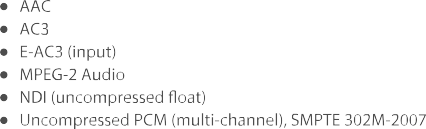 • AAC
• AC3
• E-AC3 (input)
• MPEG-2 Audio
• NDI (uncompressed float)
• Uncompressed PCM (multi-channel), SMPTE 302M-2007